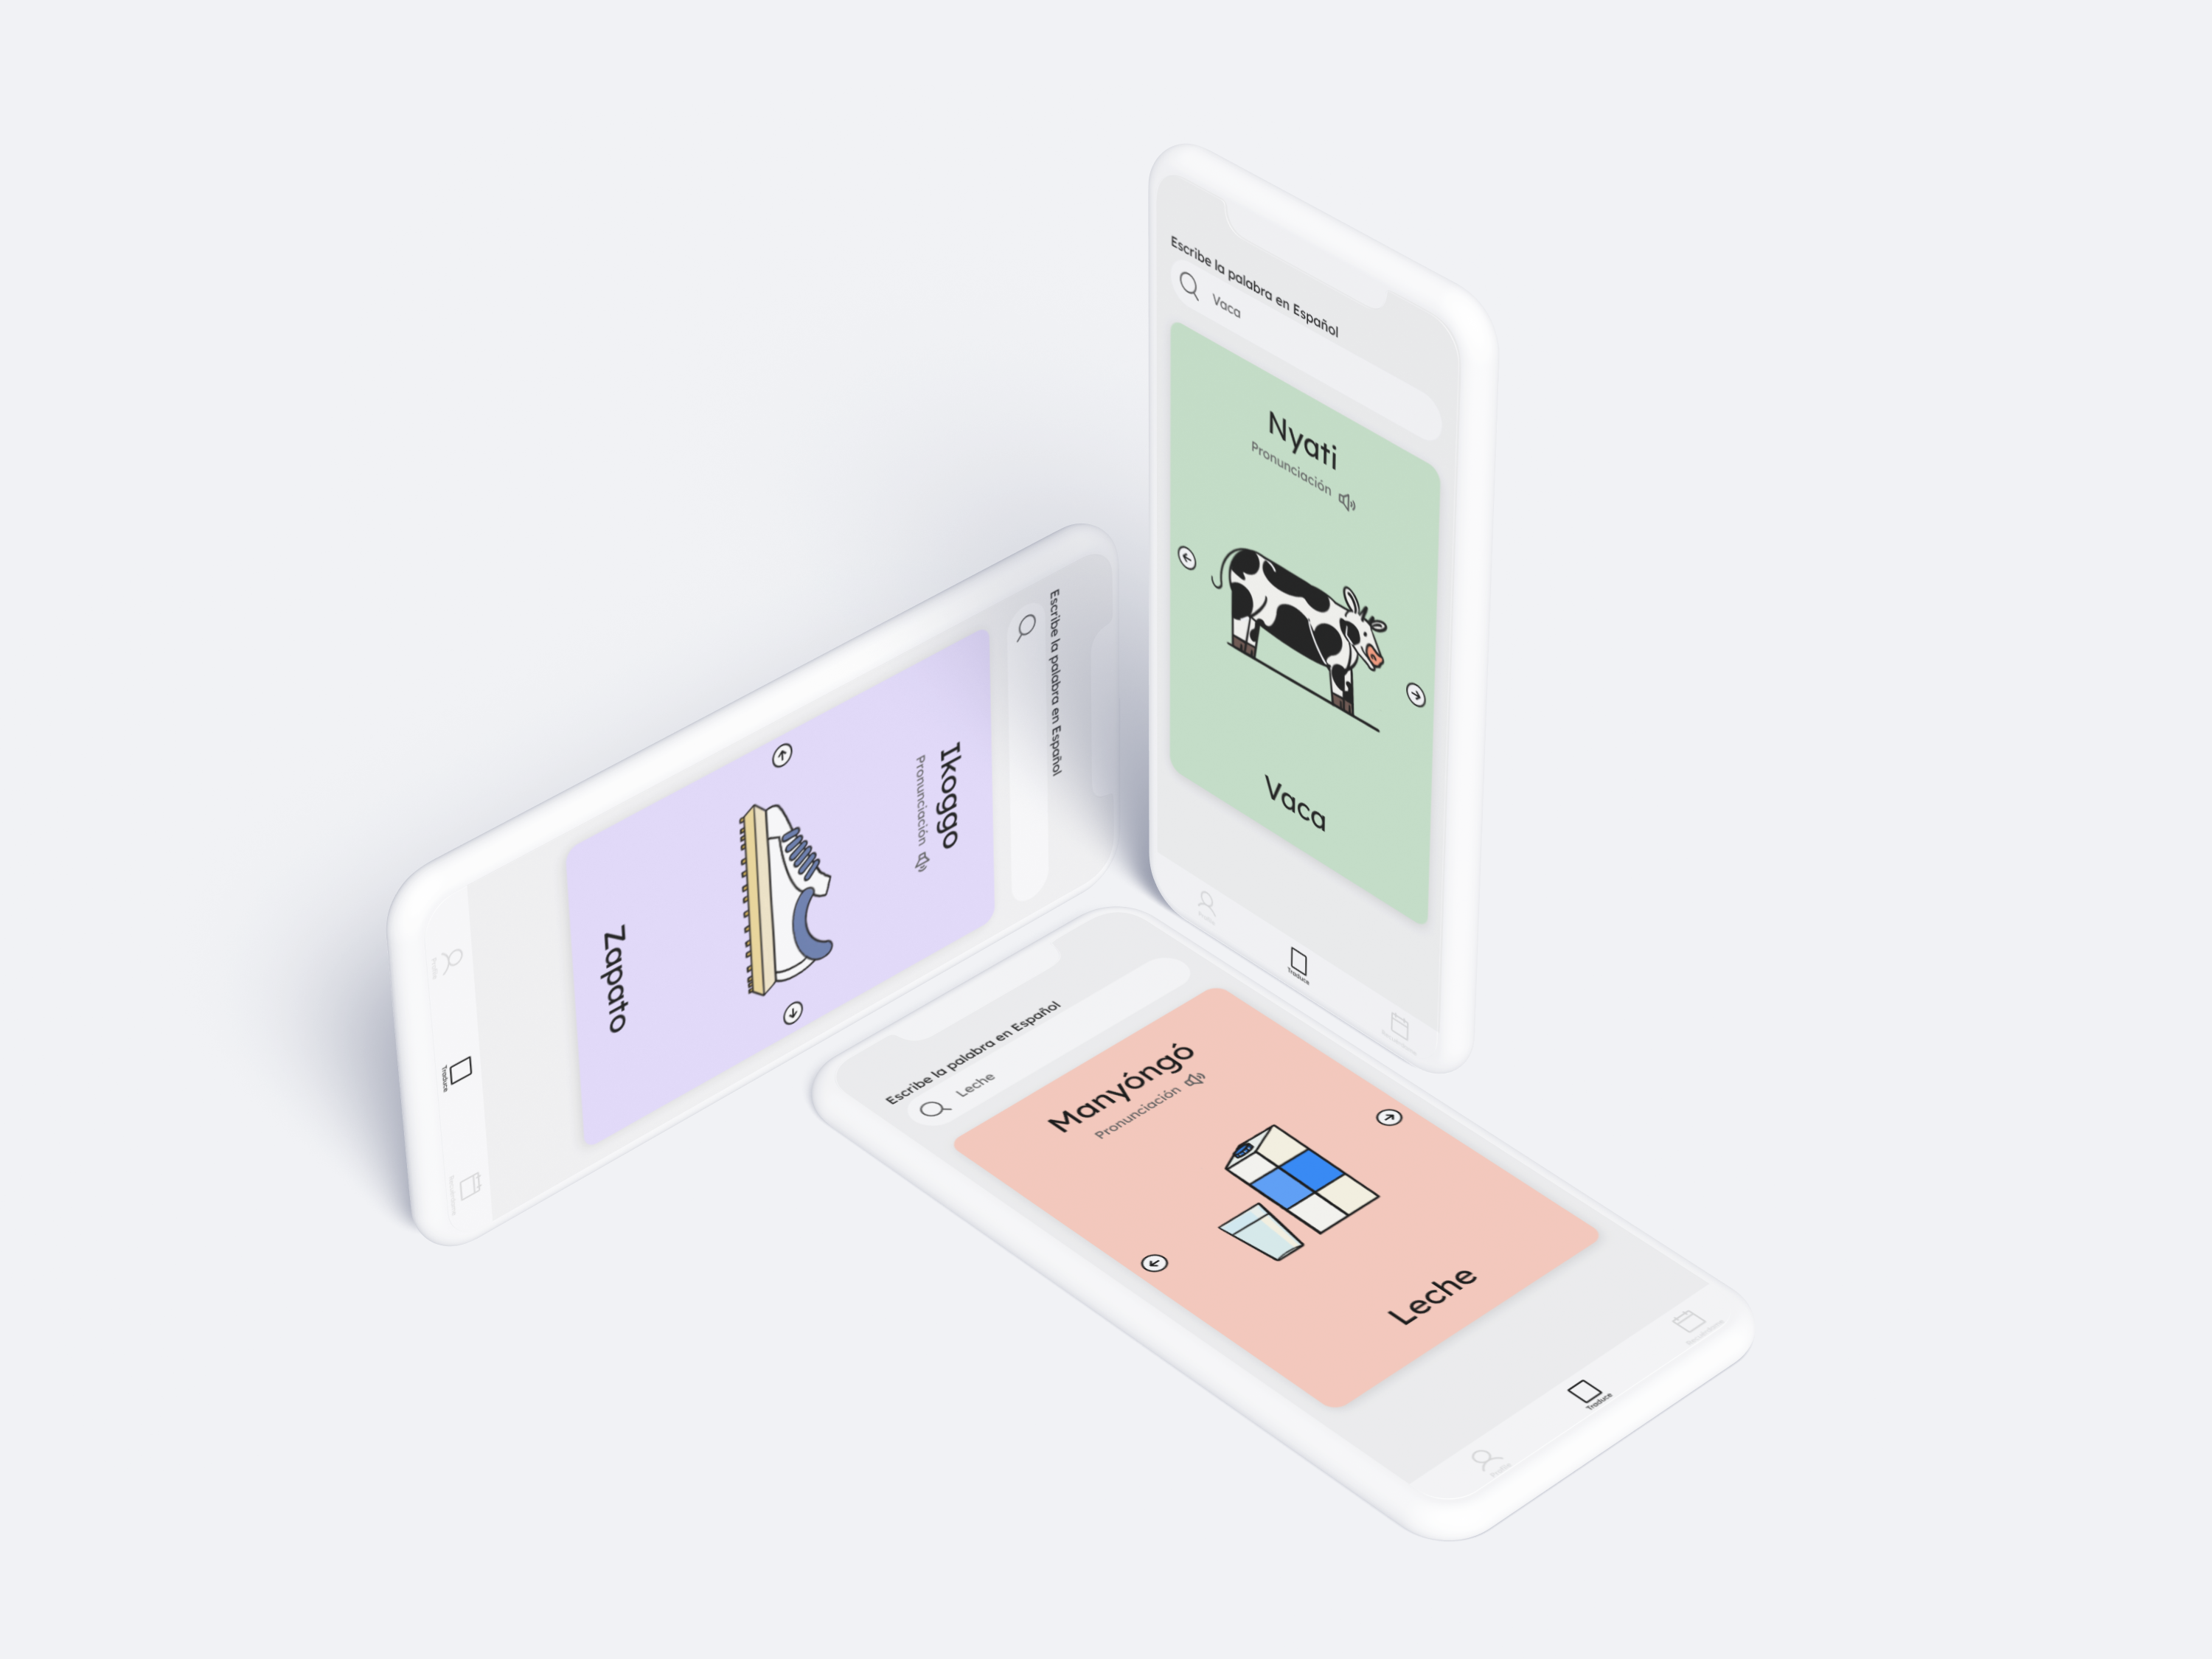 Escribe la palabra en Español
Vaca
Nyati
Pronunciación
Vaca
Traduce
Escribe la palabra en Español
Ikoggo
Pronunciación
Zapato
Traduce
Escribe la palabra en Español
Leche
Manyóngó
Pronunciación
Leche
Traduce